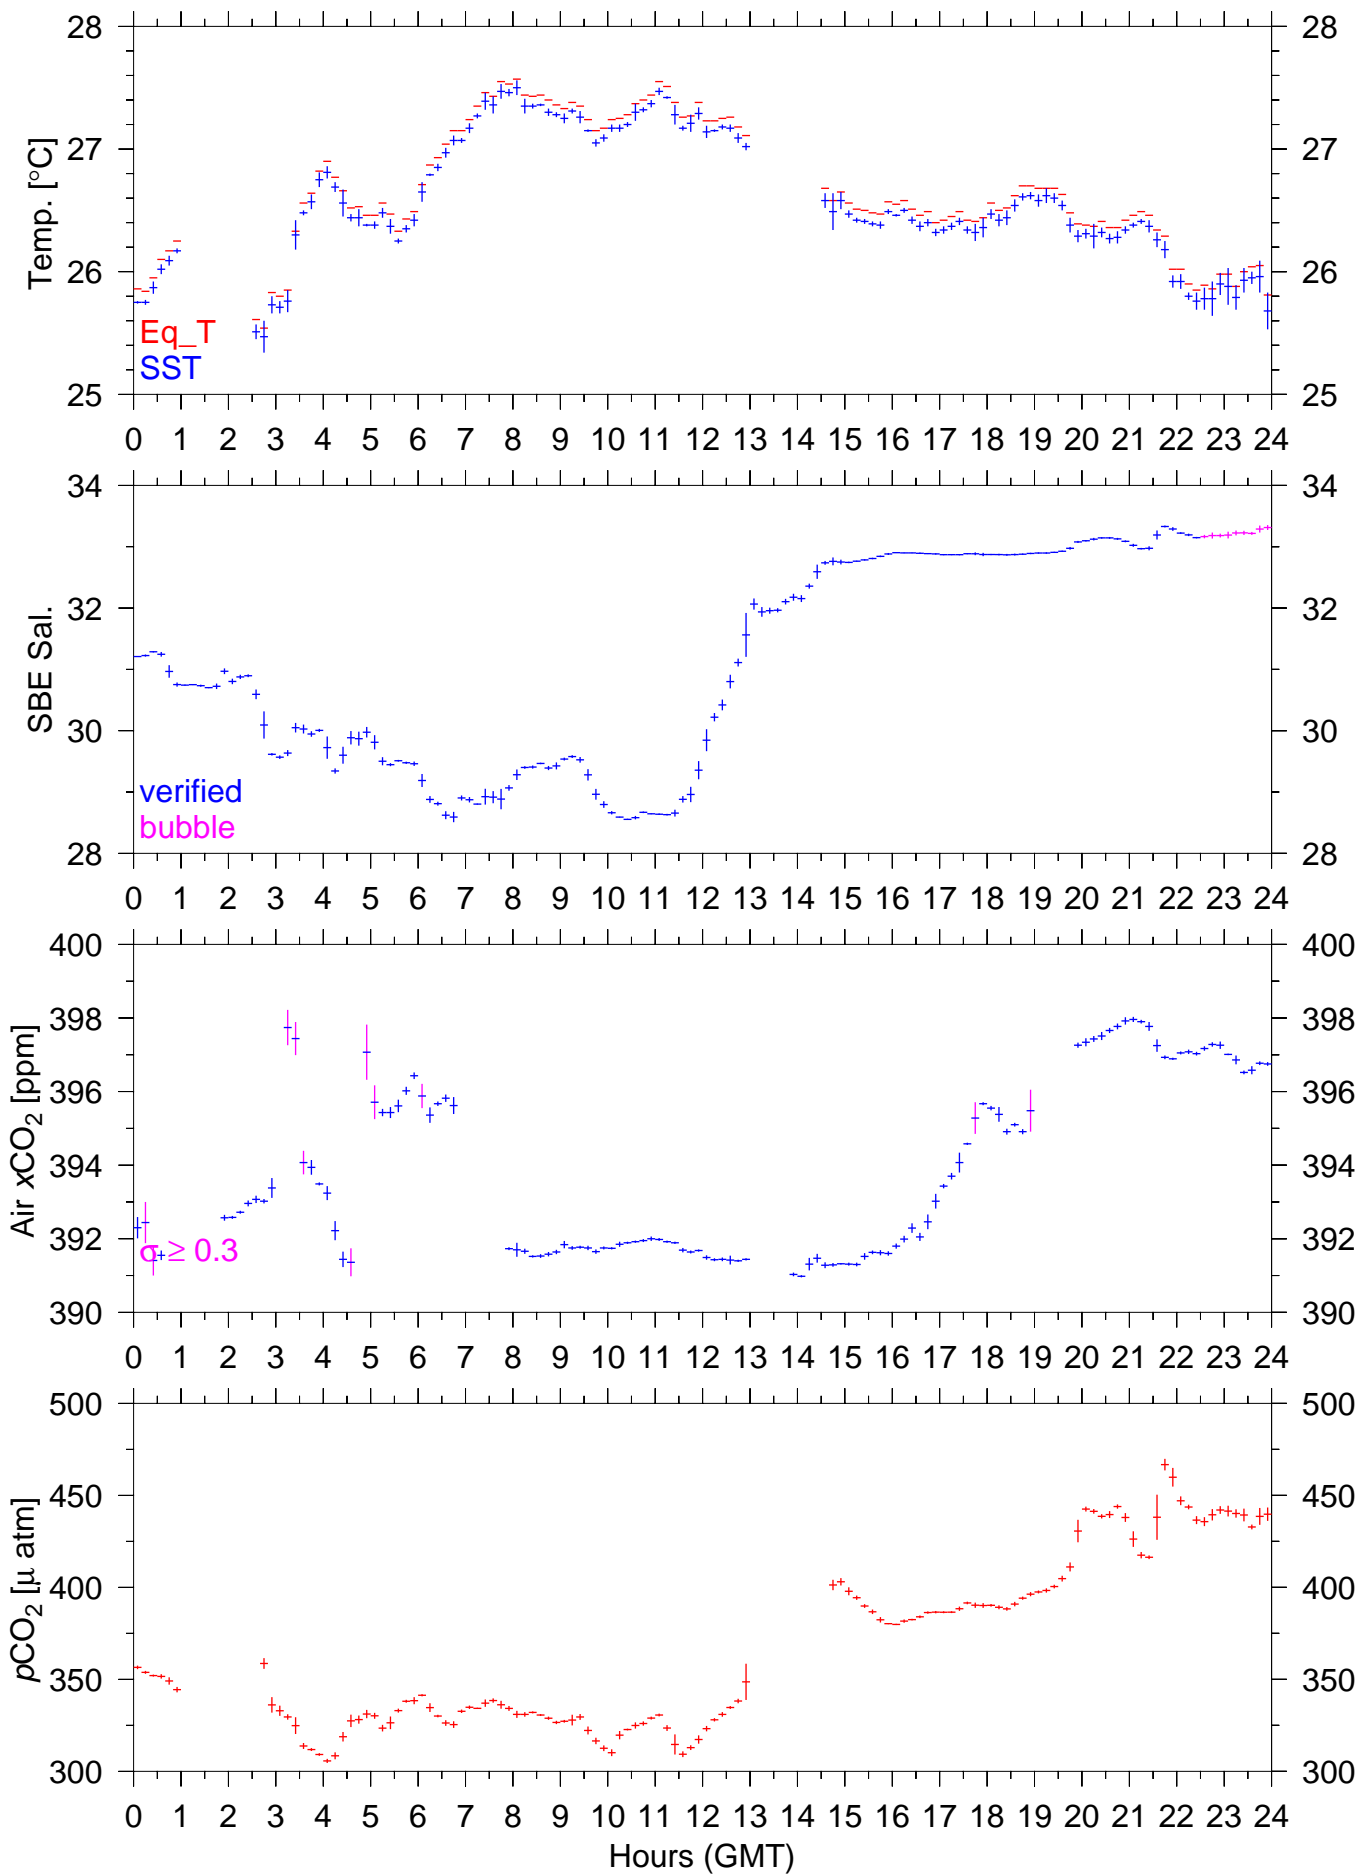 28 28
27 27
26 26
25 25
Temp. [°C]
Eq_T
SST
0 1 2 3 4 5 6 7 8 9 10 11 12 13 14 15 16 17 18 19 20 21 22 23 24
34 34
32 32
30 30
28 28
SBE Sal.
verified
bubble
0 1 2 3 4 5 6 7 8 9 10 11 12 13 14 15 16 17 18 19 20 21 22 23 24
400 400
398 398
396 396
394 394
392 392
390 390
Air xCO2 [ppm]
σ ≥ 0.3
0 1 2 3 4 5 6 7 8 9 10 11 12 13 14 15 16 17 18 19 20 21 22 23 24
500 500
450 450
400 400
350 350
300 300
pCO2 [µ atm]
0 1 2 3 4 5 6 7 8 9 10 11 12 13 14 15 16 17 18 19 20 21 22 23 24
Hours (GMT)